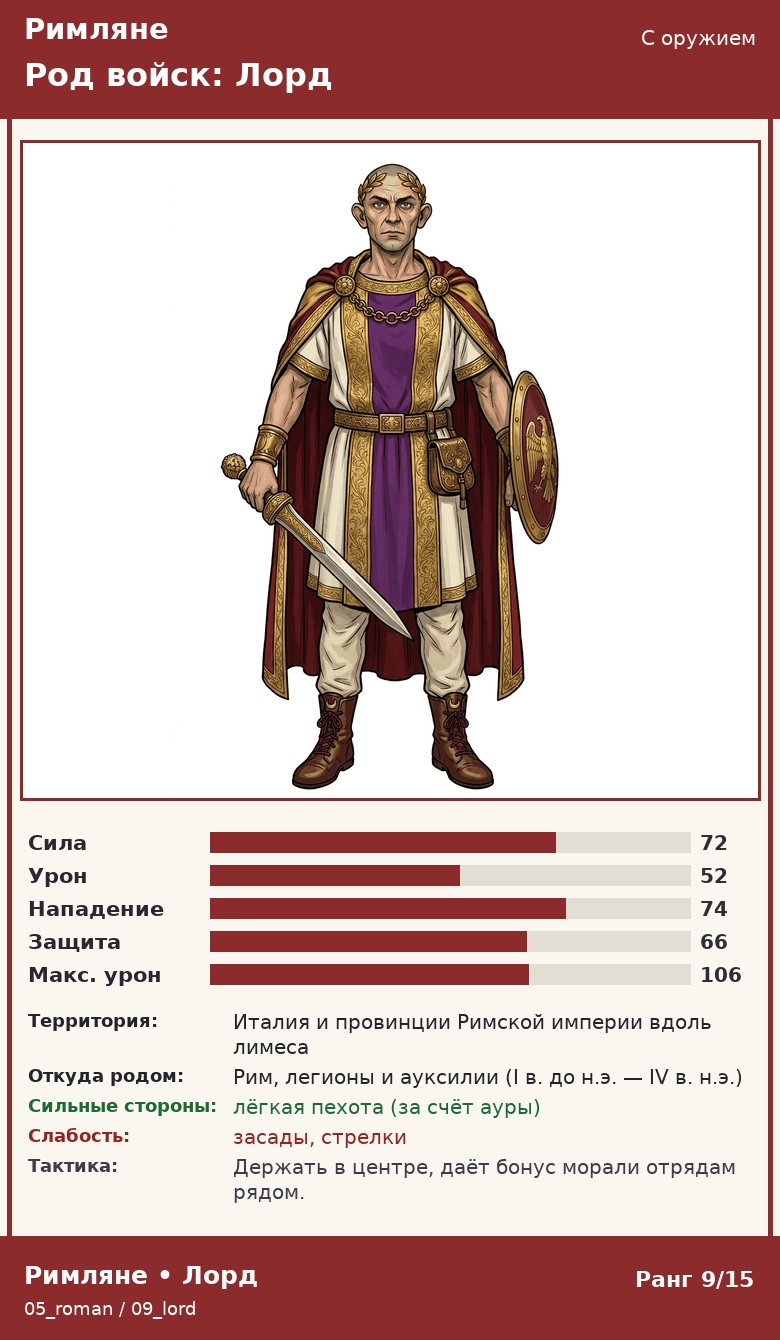 Римляне
С оружием
Род войск: Лорд
Сила 72
Урон 52
Нападение 74
Защита 66
Макс. урон 106
Территория: Италия и провинции Римской империи вдоль
лимеса
Откуда родом: Рим, легионы и ауксилии (I в. до н.э. — IV в. н.э.)
Сильные стороны: лёгкая пехота (за счёт ауры)
Слабость: засады, стрелки
Тактика: Держать в центре, даёт бонус морали отрядам
рядом.
Римляне • Лорд
Ранг 9/15
05_roman / 09_lord